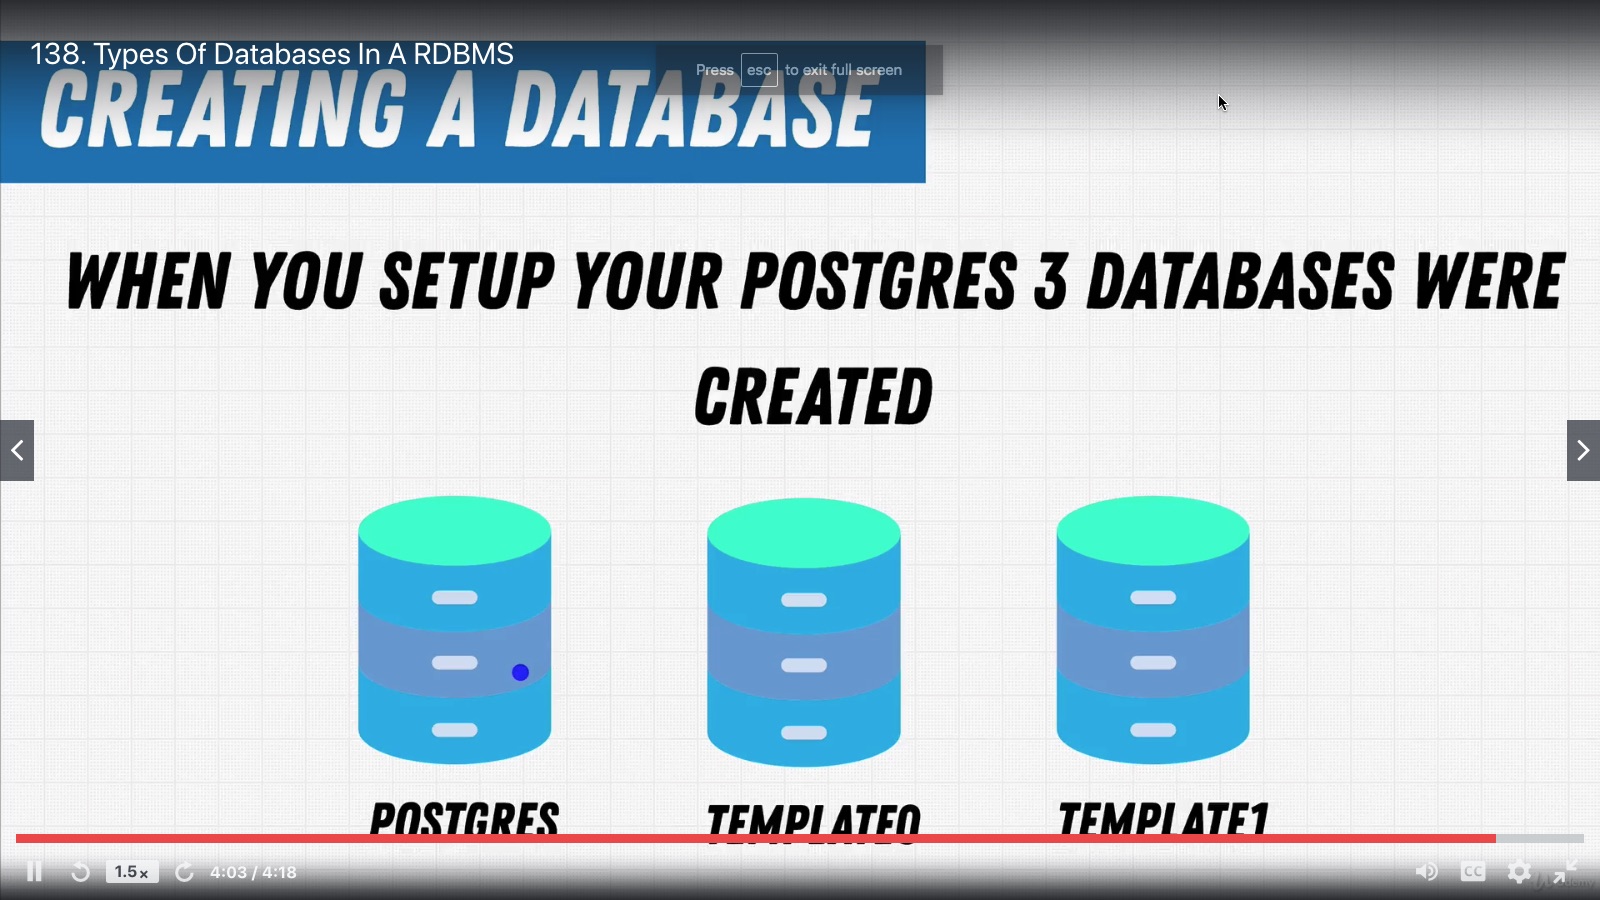 138. Types Of Databases In A RDBMS
Press esc to exit full screen
CREATING A DATABASE
WHEN YOU SETUP YOUR POSTGRES 3 DATABASES WERE
CREATED
POSTGRES TEMPLATE0 TEMPLATE1
1.5x 4:03 / 4:18 CC